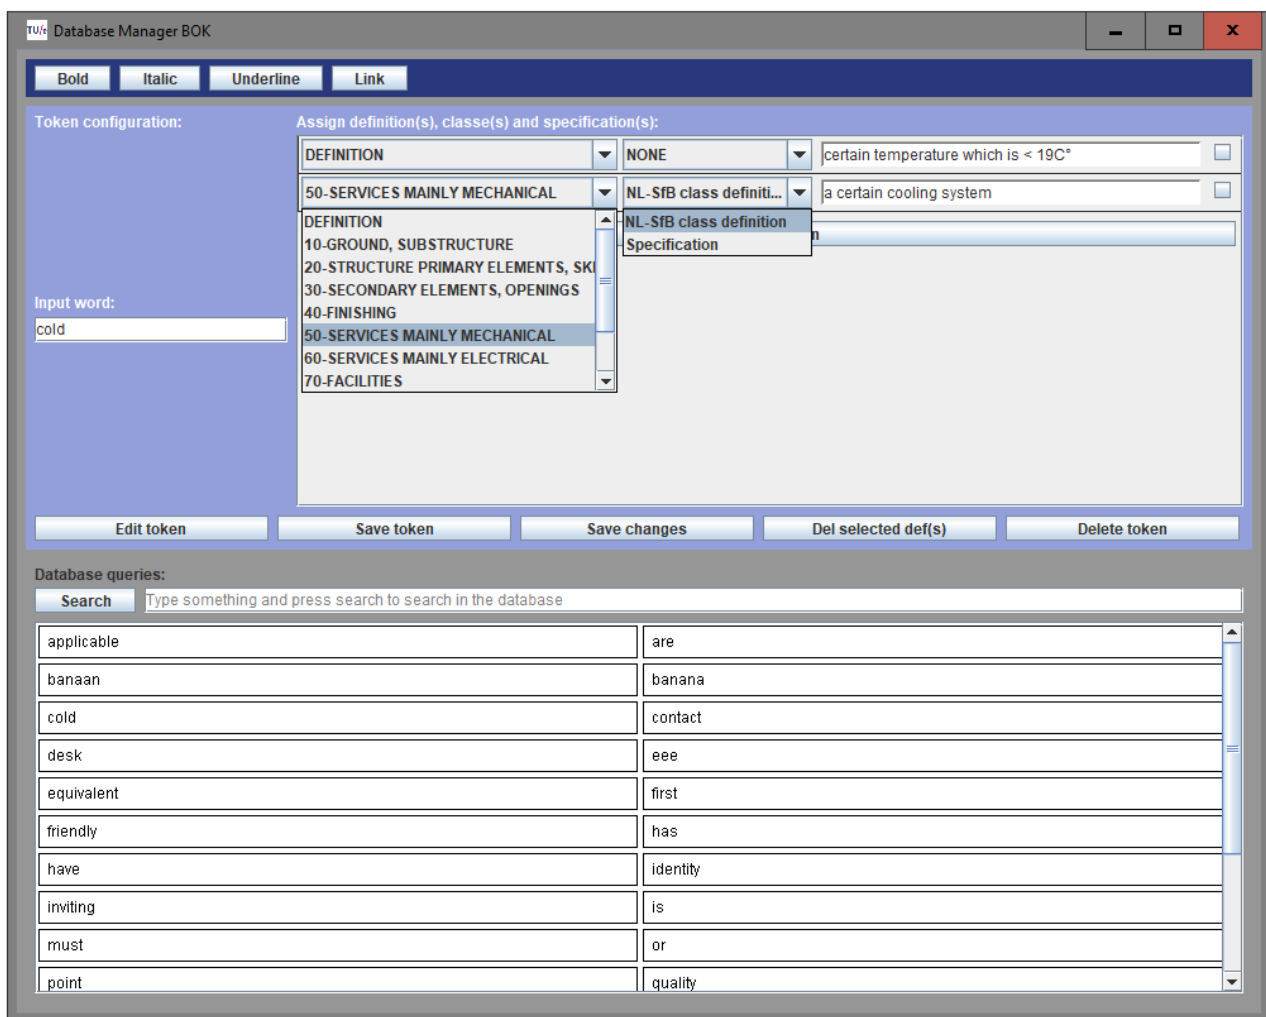 TU/e Database Manager BOK
Bold Italic Underline Link
Token configuration: Assign definition(s), classe(s) and specification(s):
DEFINITION NONE certain temperature which is < 19C°
50-SERVICES MAINLY MECHANICAL NL-SfB class definiti... a certain cooling system
DEFINITION NL-SfB class definition
10-GROUND, SUBSTRUCTURE Specification
20-STRUCTURE PRIMARY ELEMENTS, SKI
30-SECONDARY ELEMENTS, OPENINGS
Input word:
40-FINISHING
cold
50-SERVICES MAINLY MECHANICAL
60-SERVICES MAINLY ELECTRICAL
70-FACILITIES
Edit token Save token Save changes Del selected def(s) Delete token
Database queries:
Search Type something and press search to search in the database
applicable are
banaan banana
cold contact
desk eee
equivalent first
friendly has
have identity
inviting is
must or
point quality